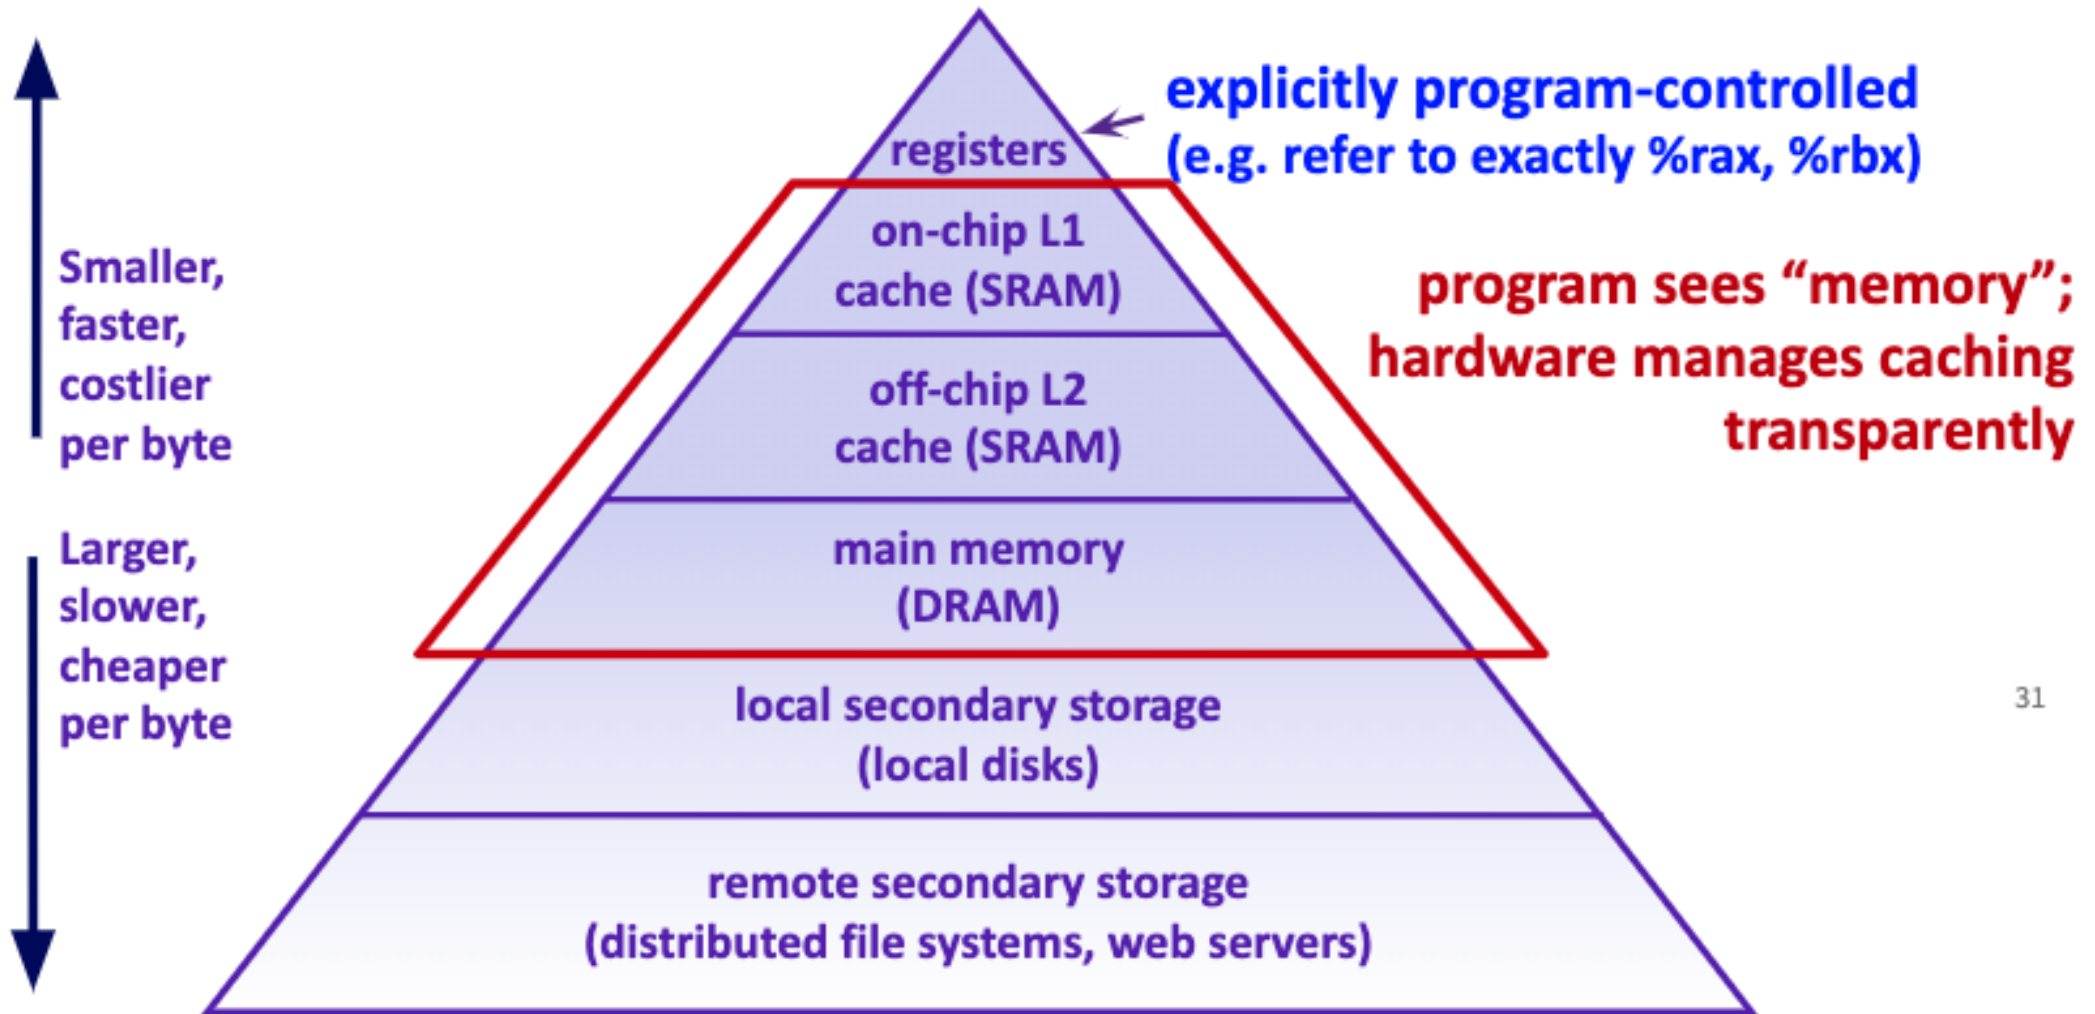 explicitly program-controlled
(e.g. refer to exactly %rax, %rbx)
registers
on-chip L1
cache (SRAM)
program sees “memory”;
hardware manages caching
transparently
Smaller,
faster,
costlier
per byte
off-chip L2
cache (SRAM)
Larger,
slower,
cheaper
per byte
main memory
(DRAM)
local secondary storage
(local disks)
31
remote secondary storage
(distributed file systems, web servers)